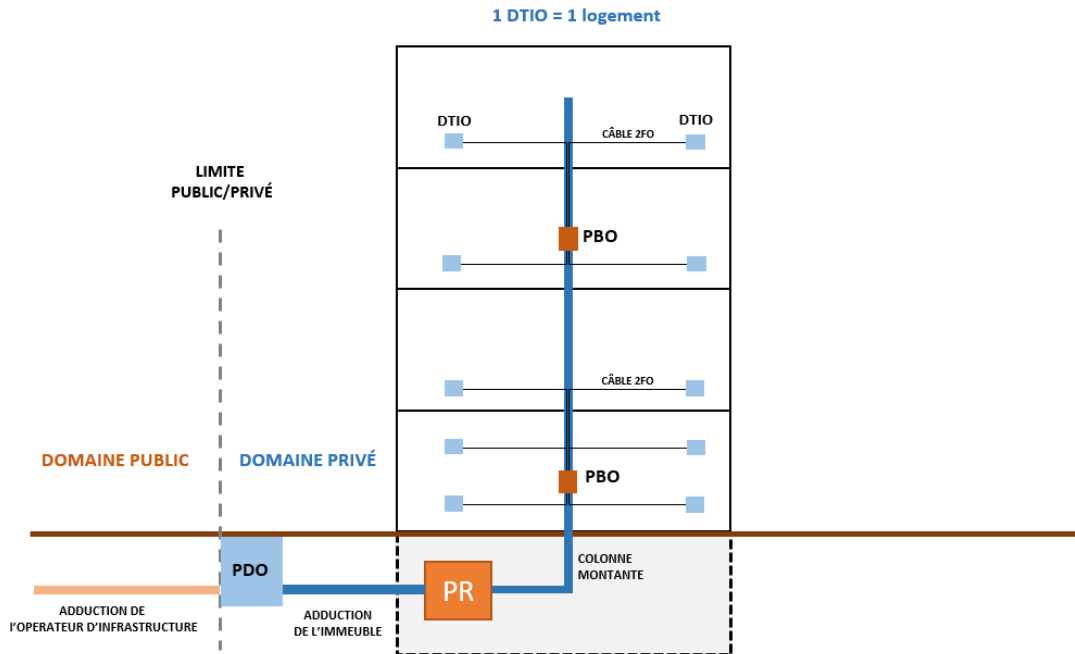 1 DTIO = 1 logement
DTIO
DTIO
CÂBLE 2FO
LIMITE
PUBLIC/PRIVÉ
PBO
CÂBLE 2FO
DOMAINE PUBLIC
DOMAINE PRIVÉ
PBO
PDO
PR
COLONNE
MONTANTE
ADDUCTION DE
l'OPERATEUR D'INFRASTRUCTURE
ADDUCTION
DE L'IMMEUBLE